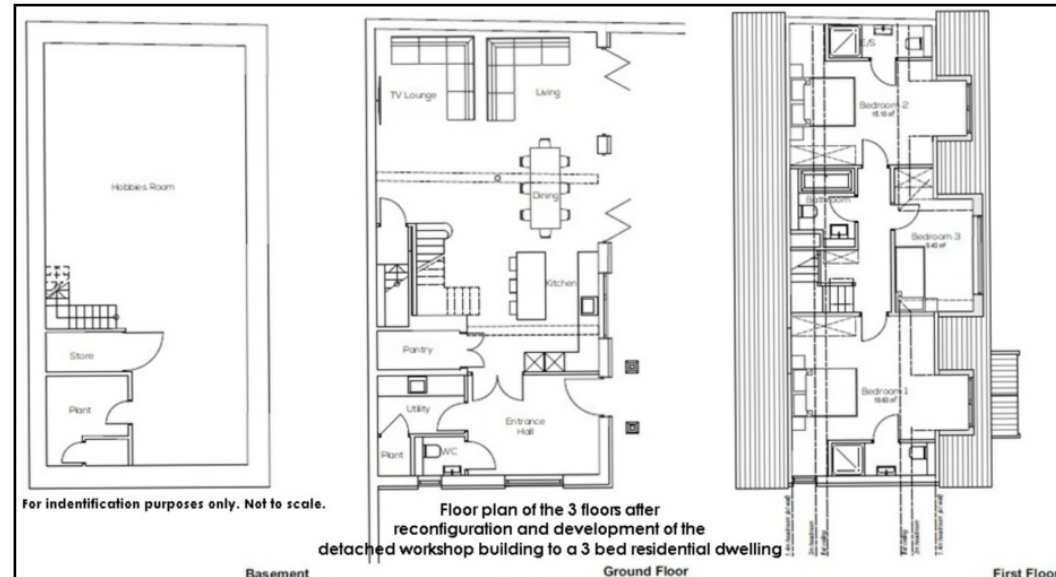 Hobbies Room
Store
Plant
For indentification purposes only. Not to scale.
Basement
TV Lounge
Living
Dining
Kitchen
Pantry
Utility
Entrance
Hall
Plant
WC
Floor plan of the 3 floors after
reconfiguration and development of the
detached workshop building to a 3 bed residential dwelling
Ground Floor
E/S
Bedroom 2
Bathroom
Bedroom 3
Bedroom 1
First Floor